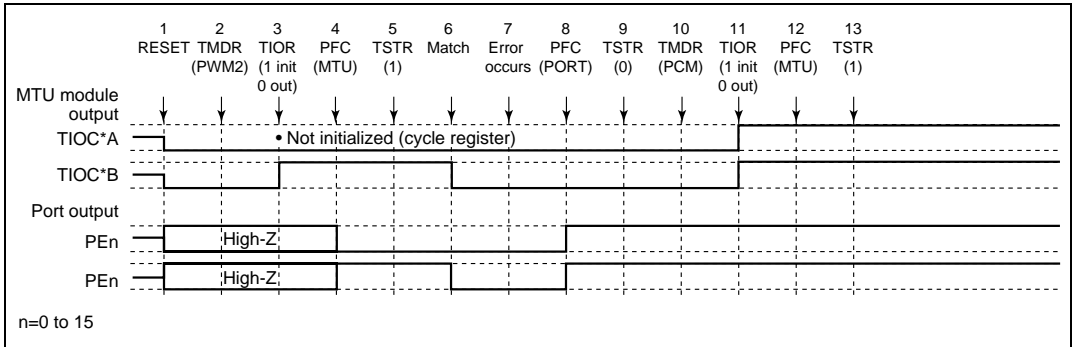 1 2 3 4 5 6 7 8 9 10 11 12 13
RESET TMDR TIOR PFC TSTR Match Error PFC TSTR TMDR TIOR PFC TSTR
(PWM2) (1 init (MTU) (1) occurs (PORT) (0) (PCM) (1 init (MTU) (1)
0 out) 0 out)
MTU module
output
TIOC*A
• Not initialized (cycle register)
TIOC*B
Port output
PEn
High-Z
PEn
High-Z
n=0 to 15